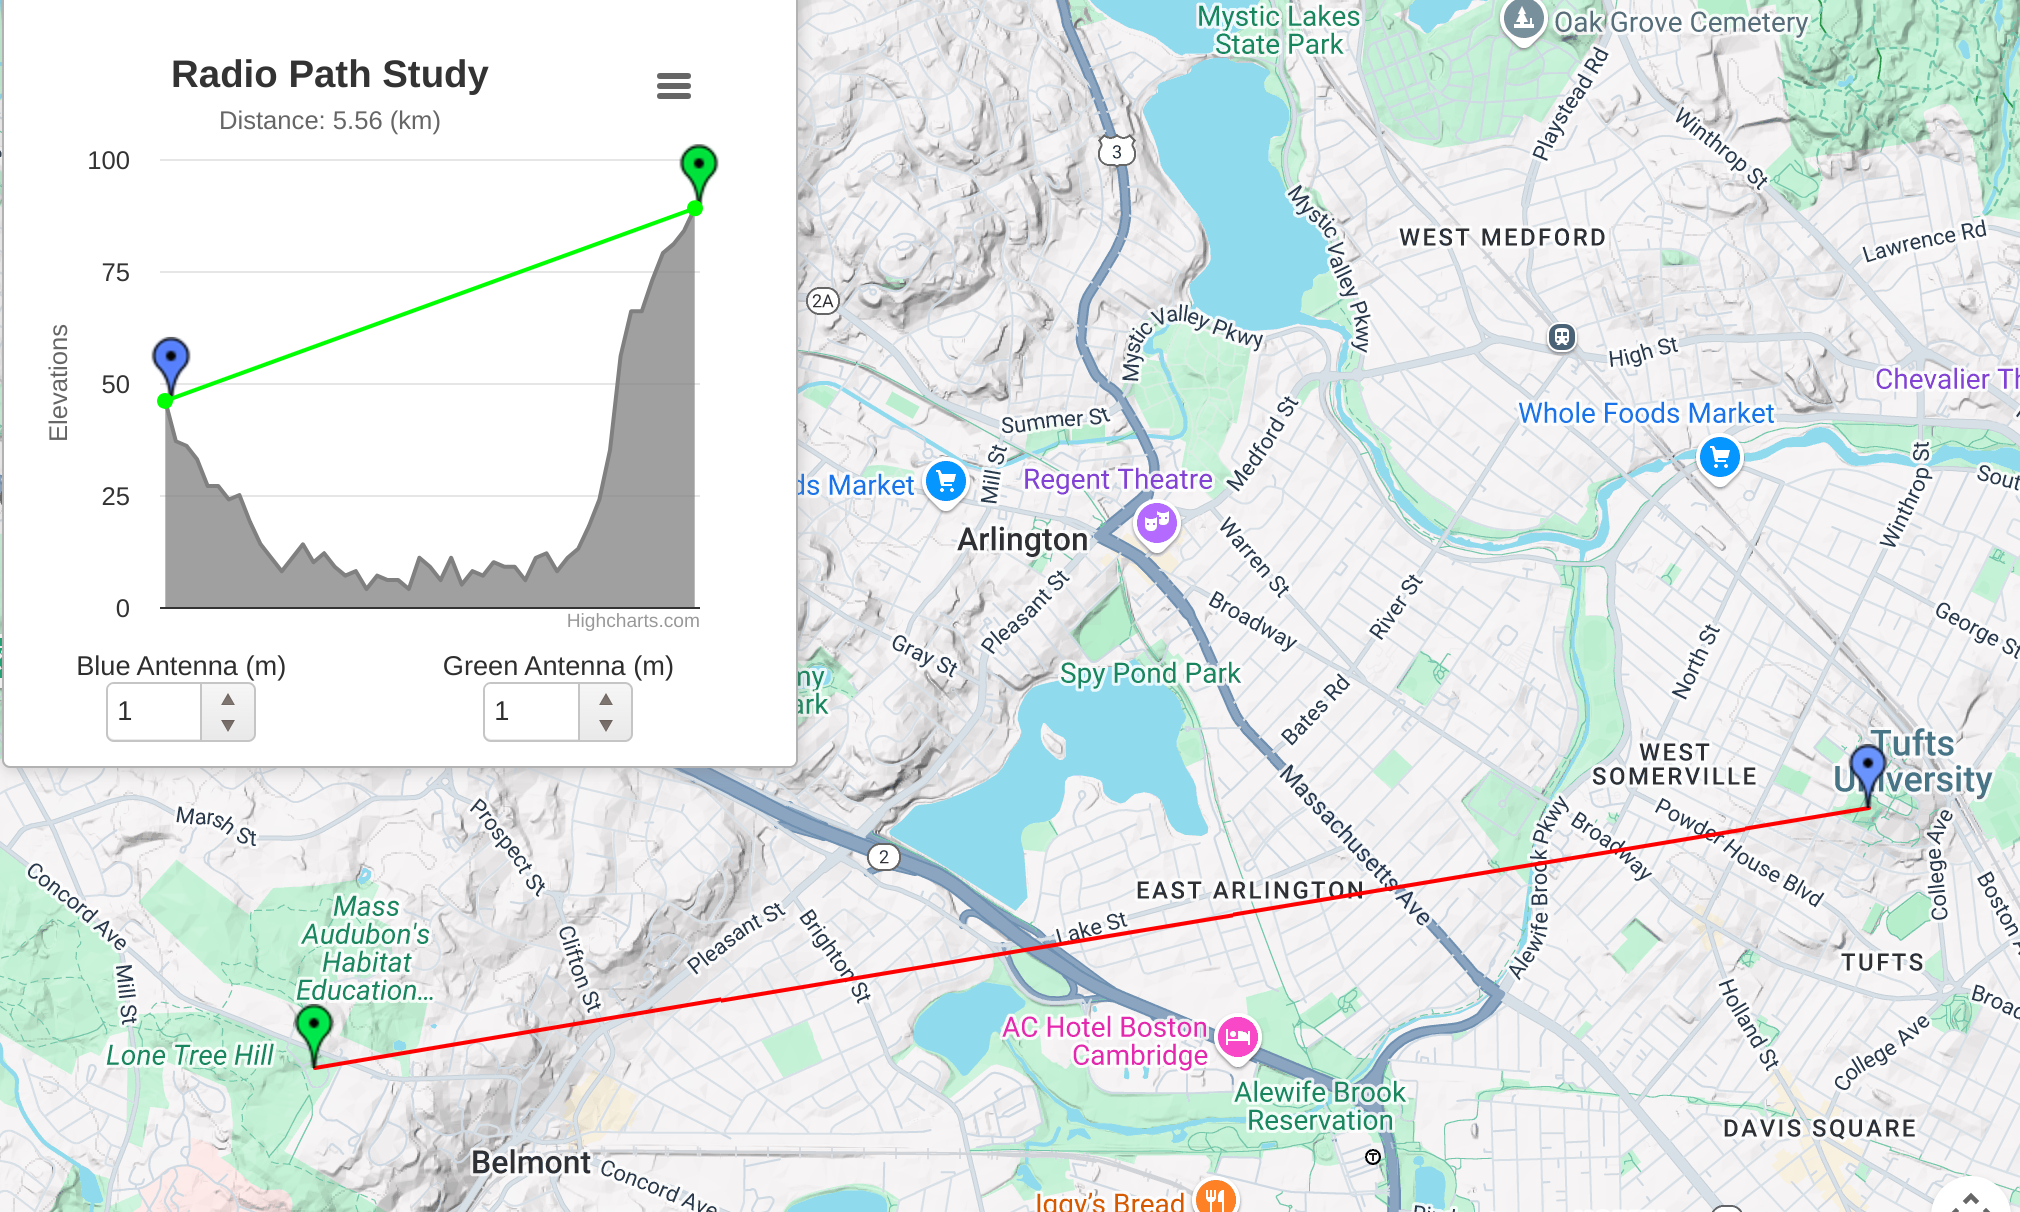 Radio Path Study
Distance: 5.56 (km)
100
75
50
25
0
Elevations
Highcharts.com
Blue Antenna (m)
Green Antenna (m)
1
1
Mystic Lakes
State Park
Oak Grove Cemetery
Playstead Rd
Winthrop St
3
Mystic Valley Pkwy
WEST MEDFORD
Lawrence Rd
2A
Mystic Valley Pkwy
High St
Chevalier Th
Whole Foods Market
Summer St
Medford St
Mill St
ds Market
Regent Theatre
Winthrop St
Sout
Arlington
Warren St
Pleasant St
River St
Broadway
George St
Gray St
North St
Spy Pond Park
my
ark
Bates Rd
WEST
SOMERVILLE
Tufts
University
Massachusetts Ave
Alewife Brook Pkwy
Powder House Blvd
Broadway
College Ave
Boston A
Marsh St
Prospect St
2
Concord Ave
Mass
Audubon's
Habitat
Education...
EAST ARLINGTON
Lake St
Pleasant St
Brighton St
Clifton St
Mill St
TUFTS
Broad
Holland St
College Ave
Lone Tree Hill
AC Hotel Boston
Cambridge
Alewife Brook
Reservation
DAVIS SQUARE
T
Belmont
Concord Ave
Iggy's Bread